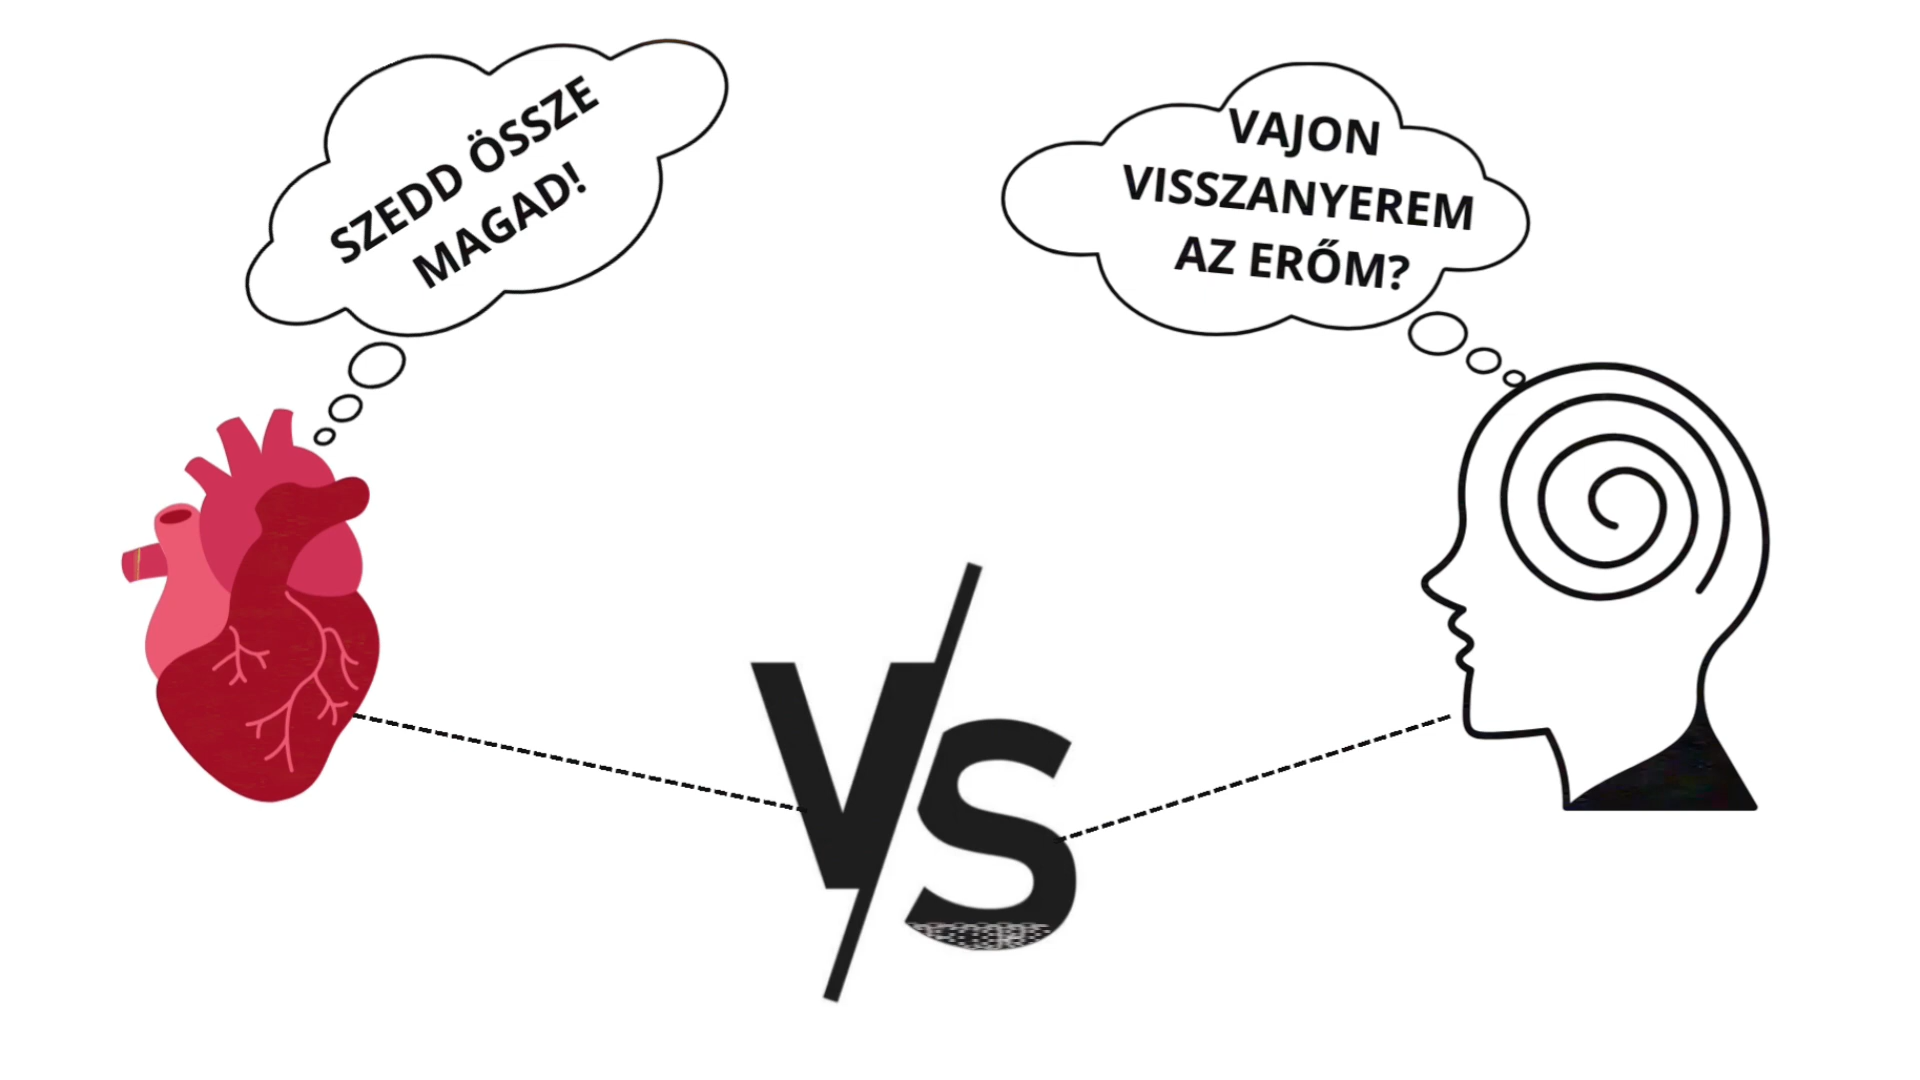 SZEDD ÖSSZE
MAGAD!
VAJON
VISSZANYEREM
AZ ERŐM?
VS